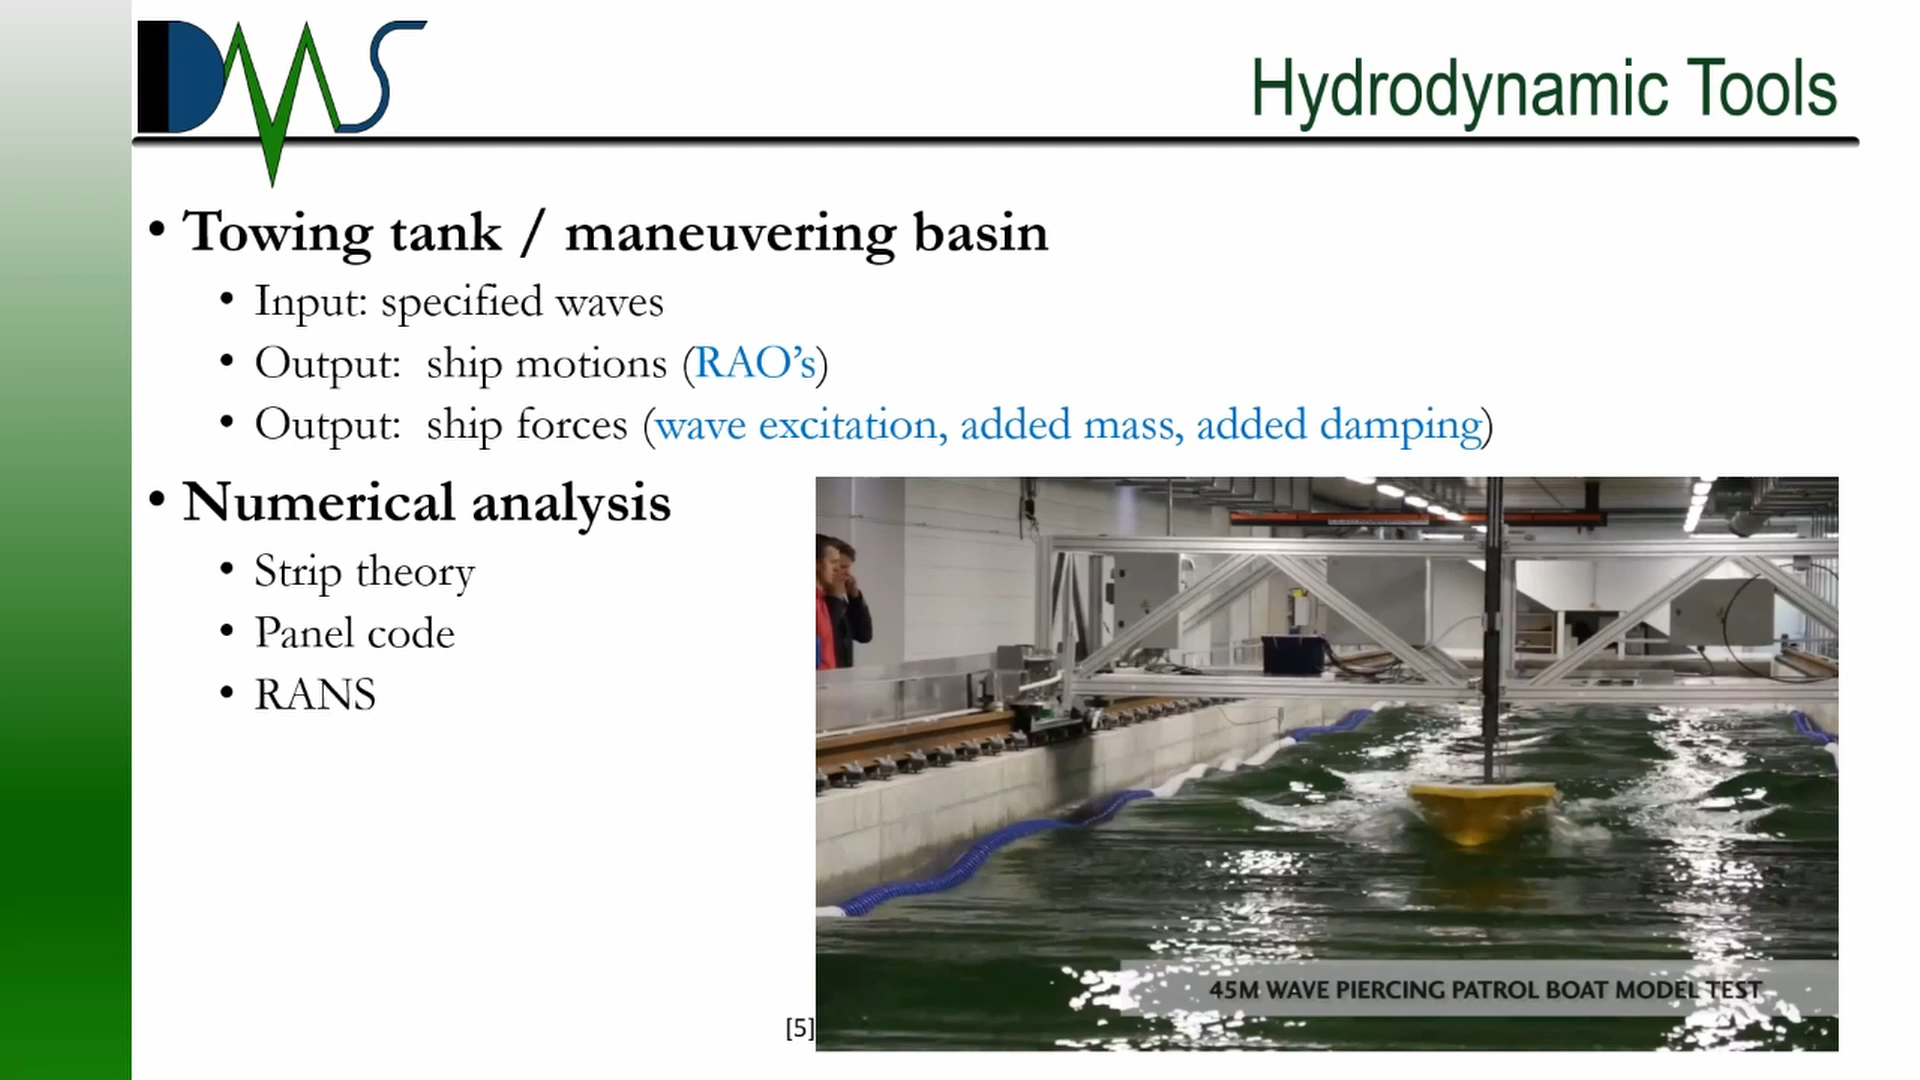 DMS
Hydrodynamic Tools
• Towing tank / maneuvering basin
• Input: specified waves
• Output: ship motions (RAO’s)
• Output: ship forces (wave excitation, added mass, added damping)
• Numerical analysis
• Strip theory
• Panel code
• RANS
45M WAVE PIERCING PATROL BOAT MODEL TEST
[5]